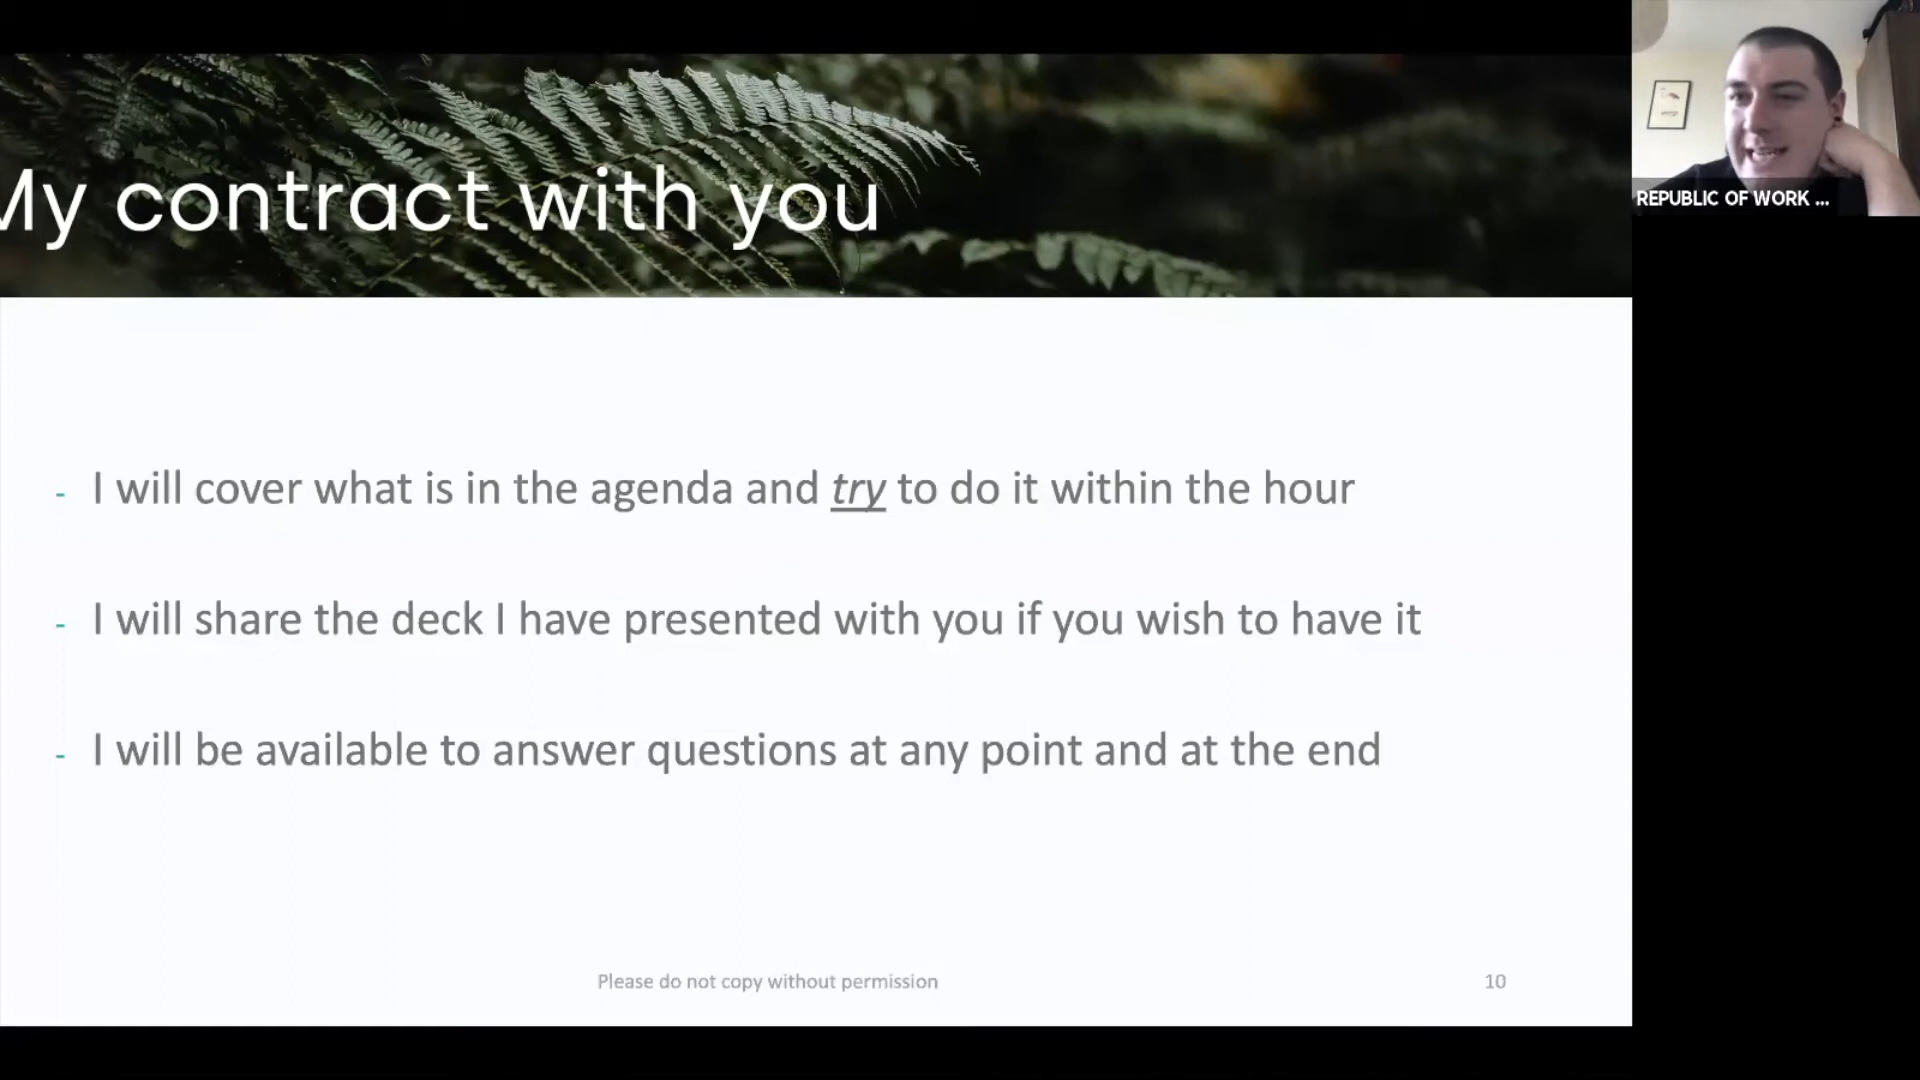 My contract with you
REPUBLIC OF WORK ...
- I will cover what is in the agenda and try to do it within the hour
- I will share the deck I have presented with you if you wish to have it
- I will be available to answer questions at any point and at the end
Please do not copy without permission
10